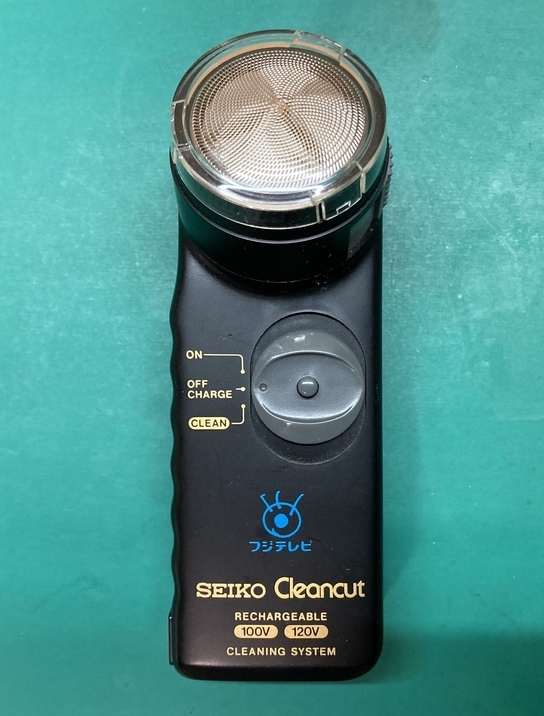 ON
OFF
CHARGE
CLEAN
フジテレビ
SEIKO Cleancut
RECHARGEABLE
100V 120V
CLEANING SYSTEM